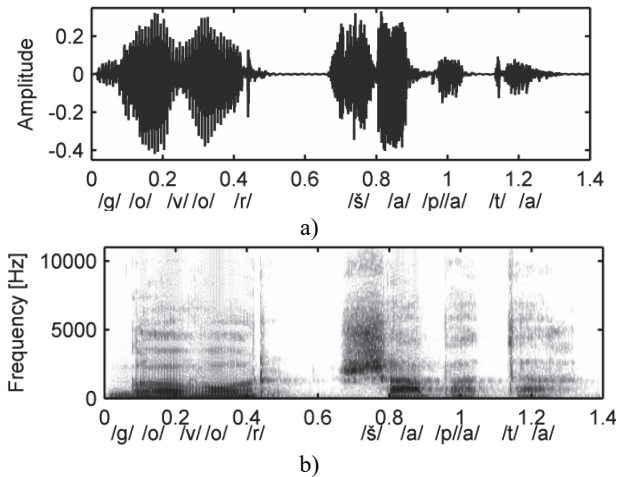 Amplitude
0.2
0
-0.2
-0.4
0 0.2 0.4 0.6 0.8 1 1.2 1.4
/g/ /o/ /v/ /o/ /r/ /š/ /a/ /p//a/ /t/ /a/
a)
Frequency [Hz]
10000
5000
0
0 0.2 0.4 0.6 0.8 1 1.2 1.4
/g/ /o/ /v/ /o/ /r/ /š/ /a/ /p//a/ /t/ /a/
b)